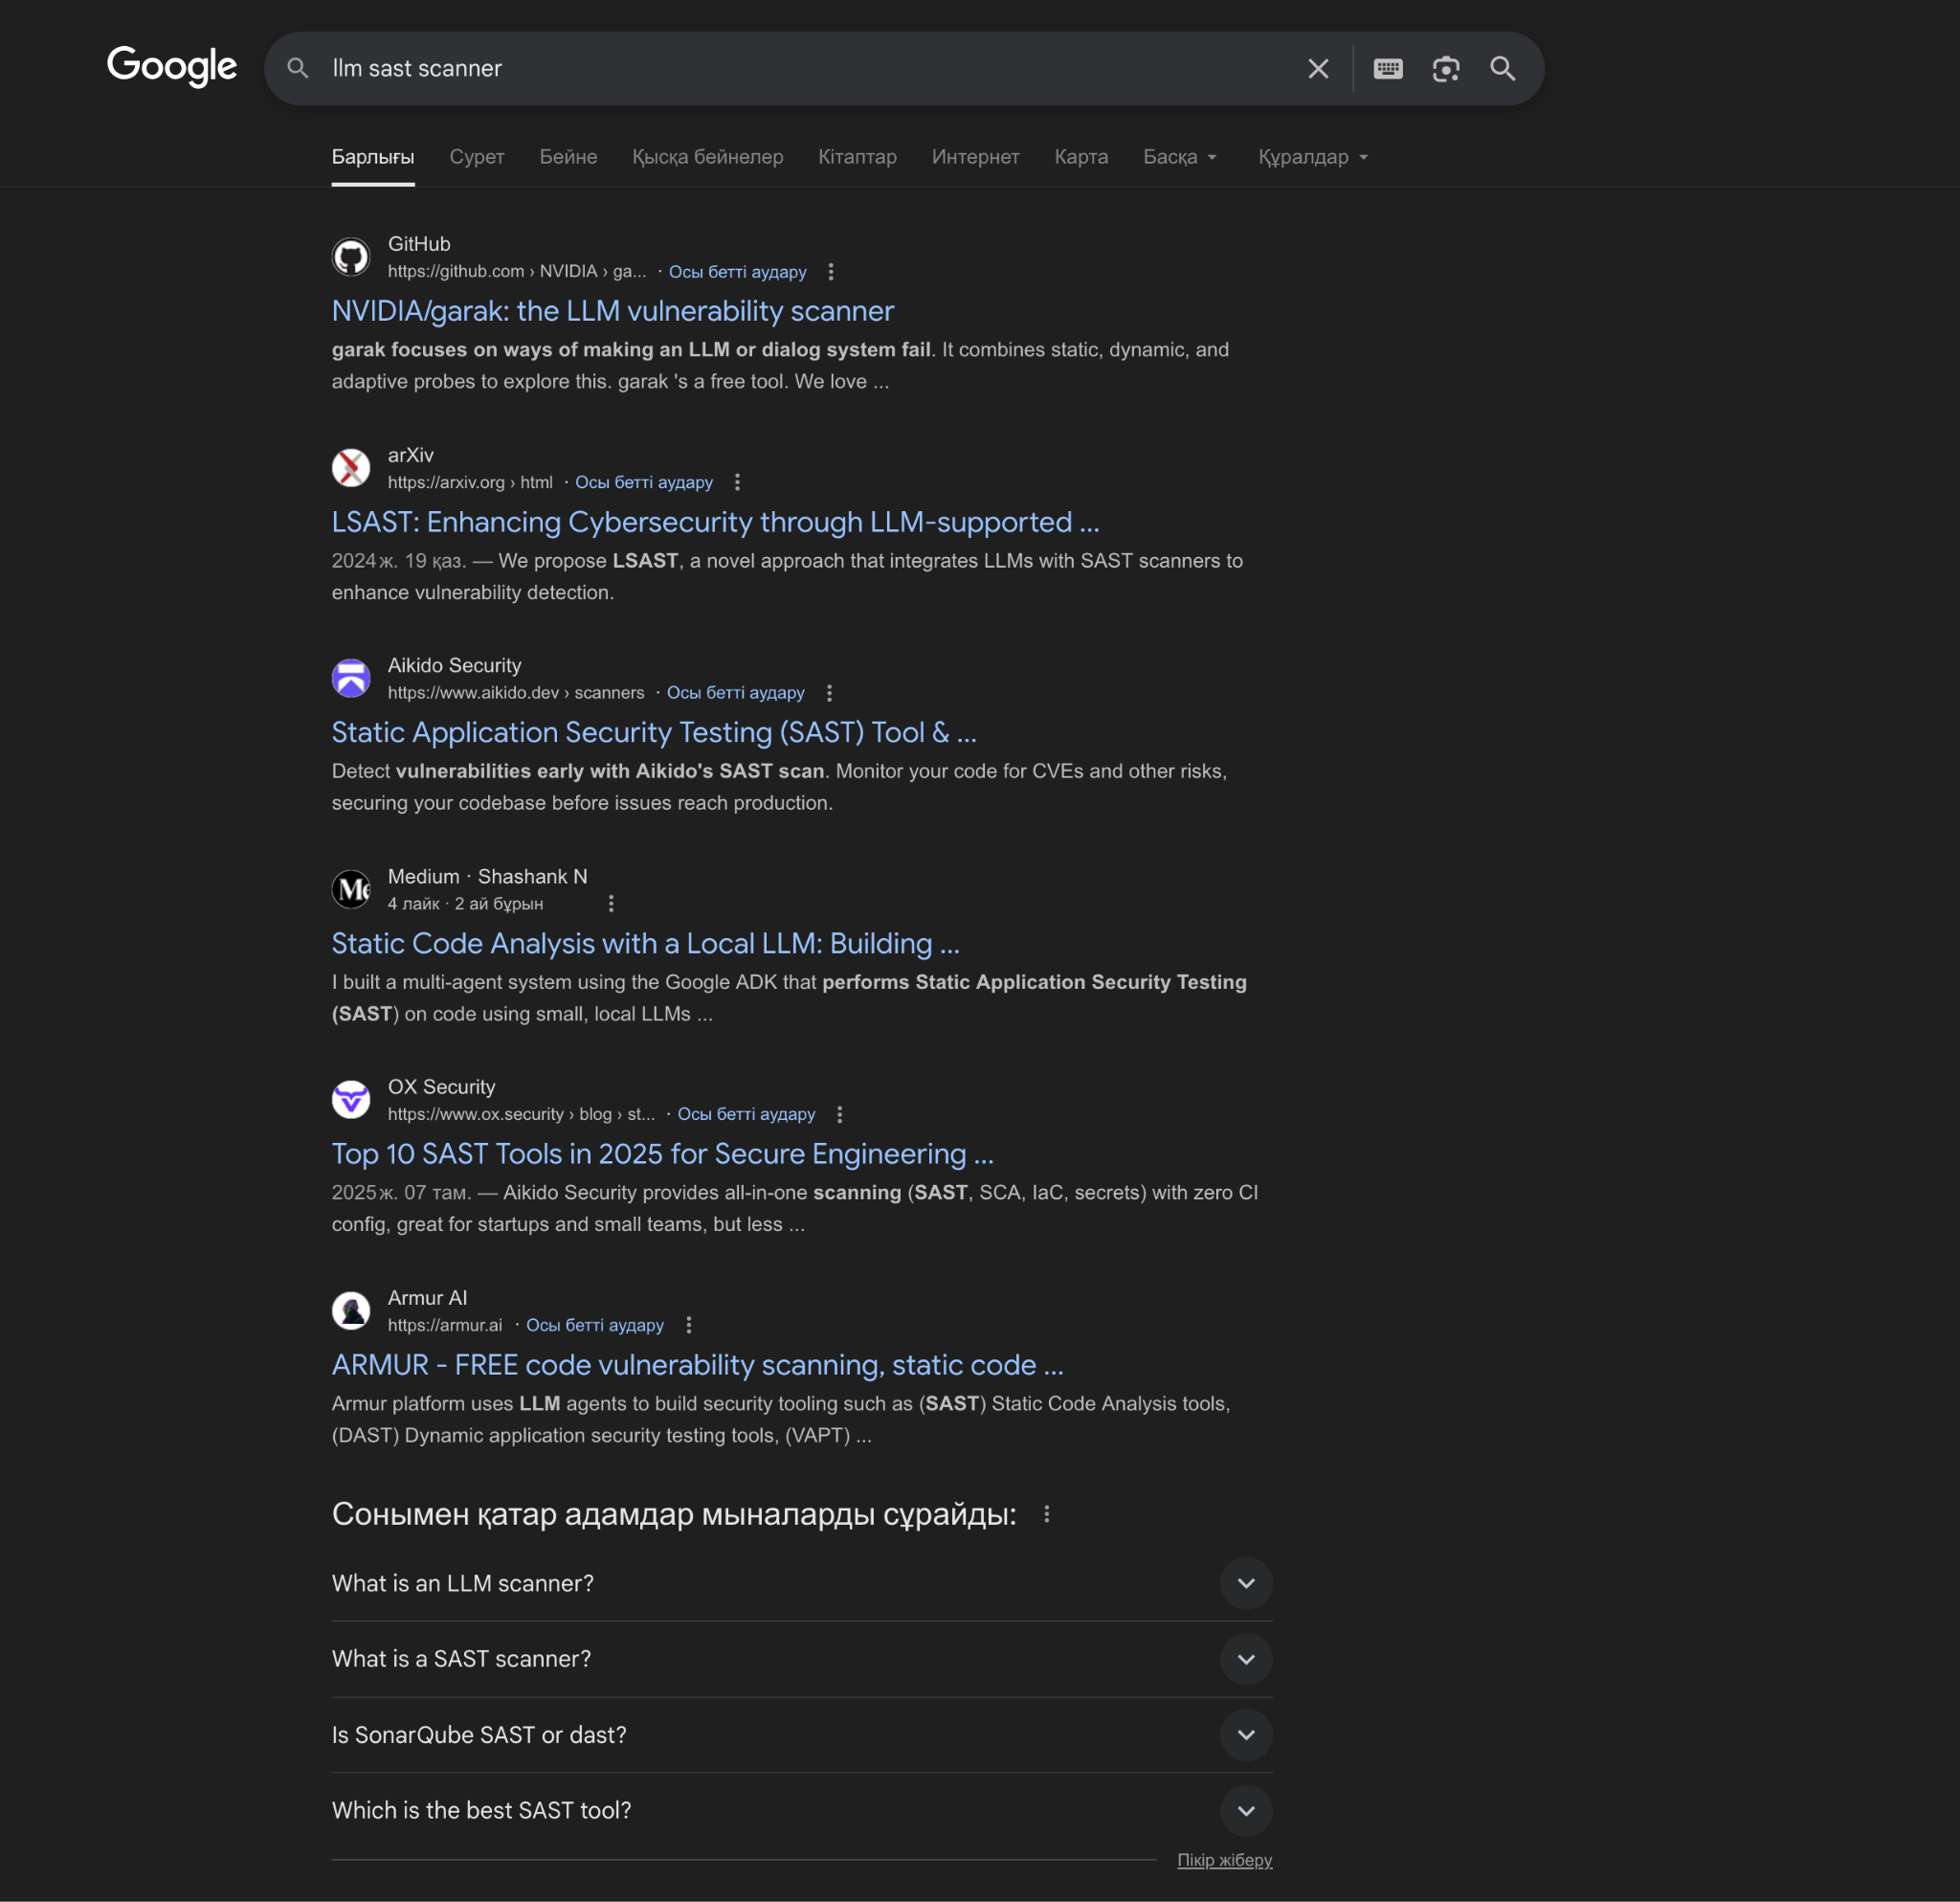 Google
llm sast scanner
Барлығы Сурет Бейне Қысқа бейнелер Кітаптар Интернет Карта Басқа Құралдар
GitHub
https://github.com › NVIDIA › ga... · Осы бетті аудару
NVIDIA/garak: the LLM vulnerability scanner
garak focuses on ways of making an LLM or dialog system fail. It combines static, dynamic, and
adaptive probes to explore this. garak 's a free tool. We love ...
arXiv
https://arxiv.org › html · Осы бетті аудару
LSAST: Enhancing Cybersecurity through LLM-supported ...
2024 ж. 19 қаз. — We propose LSAST, a novel approach that integrates LLMs with SAST scanners to
enhance vulnerability detection.
Aikido Security
https://www.aikido.dev › scanners · Осы бетті аудару
Static Application Security Testing (SAST) Tool & ...
Detect vulnerabilities early with Aikido's SAST scan. Monitor your code for CVEs and other risks,
securing your codebase before issues reach production.
Medium · Shashank N
4 лайк · 2 ай бұрын
Static Code Analysis with a Local LLM: Building ...
I built a multi-agent system using the Google ADK that performs Static Application Security Testing
(SAST) on code using small, local LLMs ...
OX Security
https://www.ox.security › blog › st... · Осы бетті аудару
Top 10 SAST Tools in 2025 for Secure Engineering ...
2025 ж. 07 там. — Aikido Security provides all-in-one scanning (SAST, SCA, IaC, secrets) with zero CI
config, great for startups and small teams, but less ...
Armur AI
https://armur.ai · Осы бетті аудару
ARMUR - FREE code vulnerability scanning, static code ...
Armur platform uses LLM agents to build security tooling such as (SAST) Static Code Analysis tools,
(DAST) Dynamic application security testing tools, (VAPT) ...
Сонымен қатар адамдар мыналарды сұрайды:
What is an LLM scanner?
What is a SAST scanner?
Is SonarQube SAST or dast?
Which is the best SAST tool?
Пікір жіберу